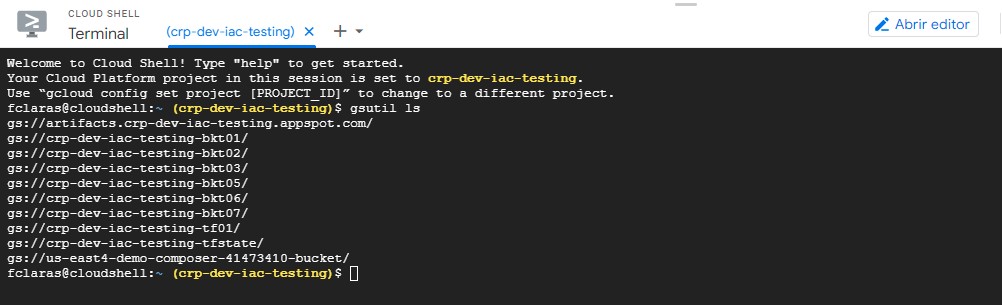 CLOUD SHELL
Terminal
(crp-dev-iac-testing)
Abrir editor
Welcome to Cloud Shell! Type "help" to get started.
Your Cloud Platform project in this session is set to crp-dev-iac-testing.
Use “gcloud config set project [PROJECT_ID]” to change to a different project.
fclaras@cloudshell:~ (crp-dev-iac-testing)$ gsutil ls
gs://artifacts.crp-dev-iac-testing.appspot.com/
gs://crp-dev-iac-testing-bkt01/
gs://crp-dev-iac-testing-bkt02/
gs://crp-dev-iac-testing-bkt03/
gs://crp-dev-iac-testing-bkt05/
gs://crp-dev-iac-testing-bkt06/
gs://crp-dev-iac-testing-bkt07/
gs://crp-dev-iac-testing-tf01/
gs://crp-dev-iac-testing-tfstate/
gs://us-east4-demo-composer-41473410-bucket/
fclaras@cloudshell:~ (crp-dev-iac-testing)$